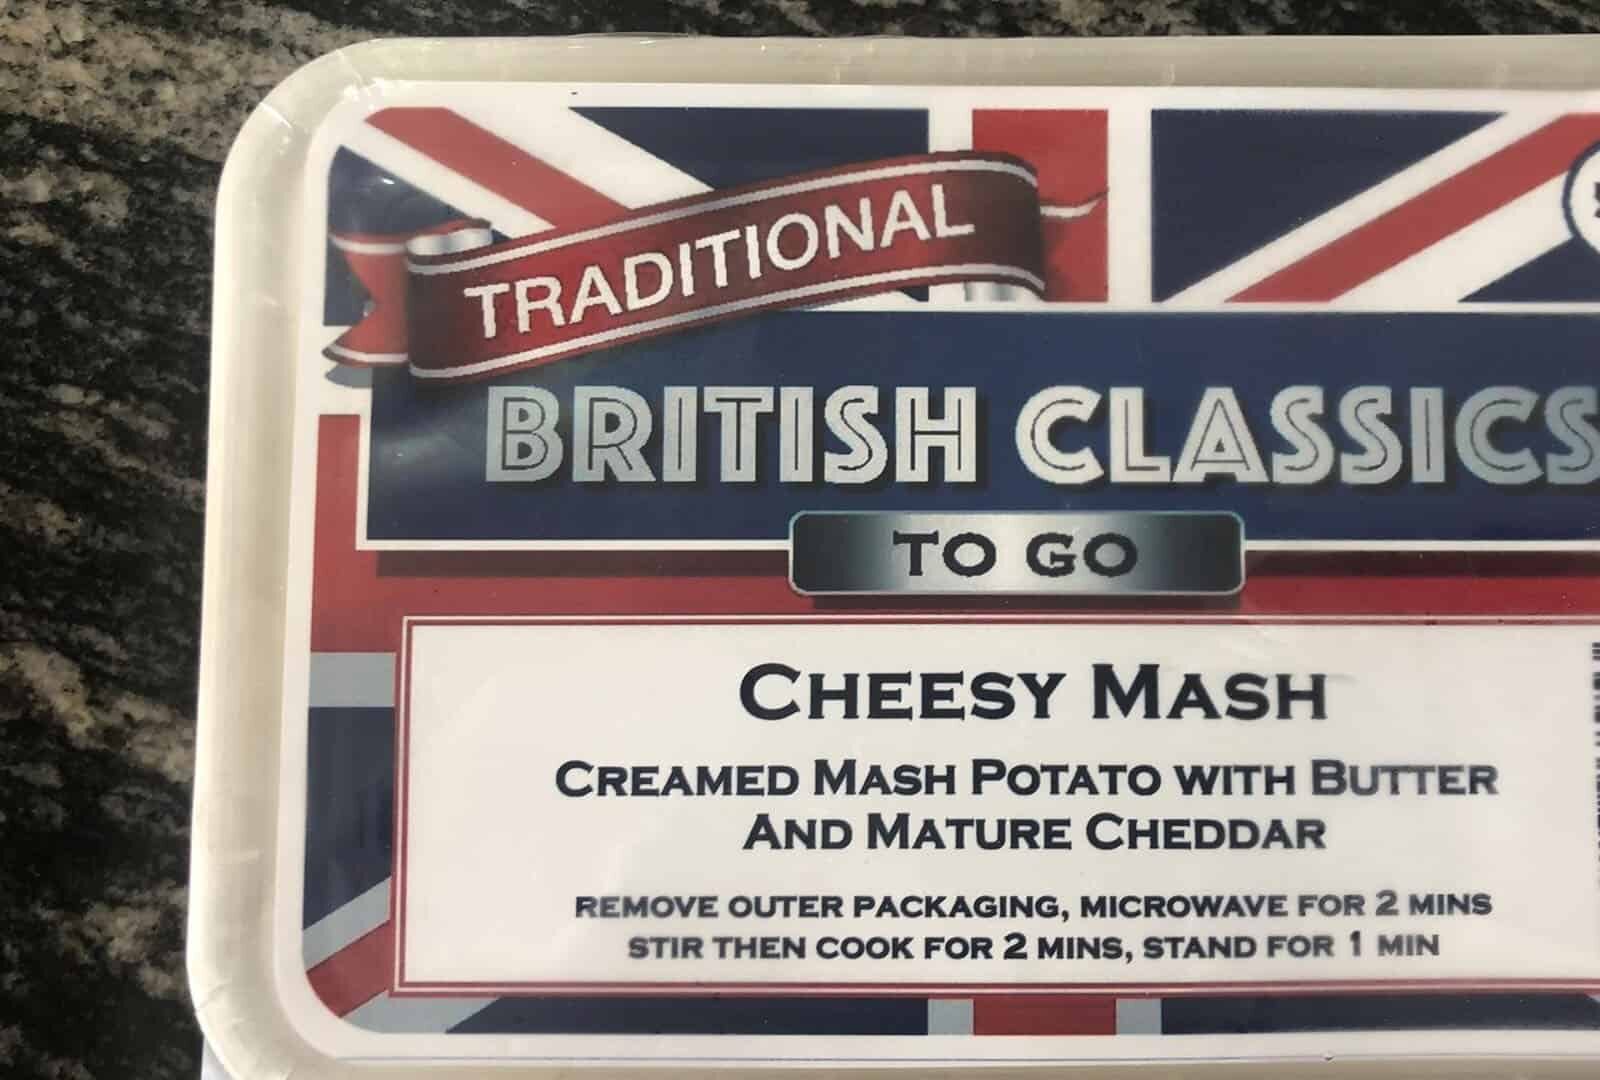 TRADITIONAL
BRITISH CLASSICS
TO GO
CHEESY MASH
CREAMED MASH POTATO WITH BUTTER
AND MATURE CHEDDAR
REMOVE OUTER PACKAGING, MICROWAVE FOR 2 MINS
STIR THEN COOK FOR 2 MINS, STAND FOR 1 MIN